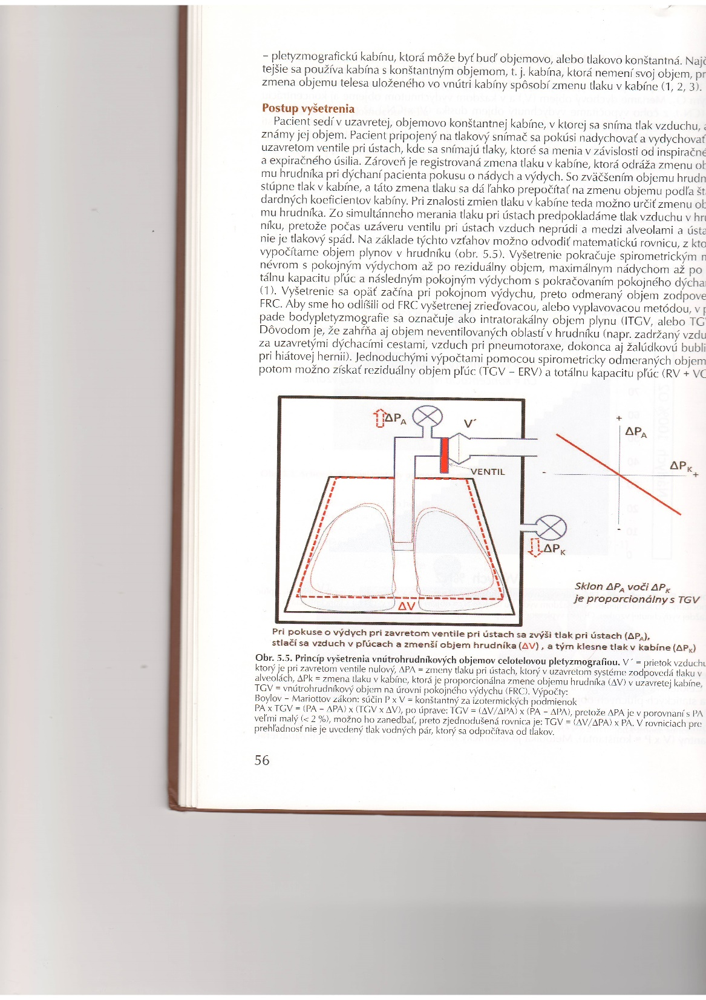 – pletyzmografickú kabínu, ktorá môže byť buď objemovo, alebo tlakovo konštantná.
tejšie sa používa kabína s konštantným objemom, t. j. kabína, ktorá nemení svoj objem,
zmena objemu telesa uloženého vo vnútri kabíny spôsobí zmenu tlaku v kabíne (1, 2, 3).
Postup vyšetrenia
Pacient sedí v uzavretej, objemovo konštantnej kabíne, v ktorej sa sníma tlak vzduchu,
známy jej objem. Pacient pripojený na tlakový snímač sa pokúsi nadychovať a vydychovať
uzavretom ventile pri ústach, kde sa snímajú tlaky, ktoré sa menia v závislosti od
a expiračného úsilia. Zároveň je registrovaná zmena tlaku v kabíne, ktorá odráža zmenu
mu hrudníka pri dýchaní pacienta pokusu o nádych a výdych. So zväčšením objemu
stúpne tlak v kabíne, a táto zmena tlaku sa dá ľahko prepočítať na zmenu objemu podľa
dardných koeficientov kabíny. Pri znalosti zmien tlaku v kabíne teda možno určiť zmenu
mu hrudníka. Zo simultánneho merania tlaku pri ústach predpokladáme tlak vzduchu v
níku, pretože počas uzáveru ventilu pri ústach vzduch neprúdi a medzi alveolami a
nie je tlakový spád. Na základe týchto vzťahov možno odvodiť matematickú rovnicu, z
vypočítame objem plynov v hrudníku (obr. 5.5). Vyšetrenie pokračuje spirometrickým
névrom s pokojným výdychom až po reziduálny objem, maximálnym nádychom až po
tálnu kapacitu pľúc a následným pokojným výdychom s pokračovaním pokojného
(1). Vyšetrenie sa opäť začína pri pokojnom výdychu, preto odmeraný objem
FRC. Aby sme ho odlíšili od FRC vyšetrenej zrieďovacou, alebo vyplavovacou metódou, v
pade bodypletyzmografie sa označuje ako intratorakálny objem plynu (ITGV, alebo
Dôvodom je, že zahŕňa aj objem neventilovaných oblastí v hrudníku (napr. zadržaný
za uzavretými dýchacími cestami, vzduch pri pneumotoraxe, dokonca aj žalúdkovú
pri hiátovej hernii). Jednoduchými výpočtami pomocou spirometricky odmeraných
potom možno získať reziduálny objem pľúc (TGV – ERV) a totálnu kapacitu pľúc (RV +
ΔPA
V´
VENTIL
ΔPK
ΔV
+
ΔPA
-
ΔPK
+
-
Sklon ΔPA voči ΔPK
je proporcionálny s TGV
Pri pokuse o výdych pri zavretom ventile pri ústach sa zvýši tlak pri ústach (ΔPA),
stlačí sa vzduch v pľúcach a zmenší objem hrudníka (ΔV) , a tým klesne tlak v kabíne (ΔPK)
Obr. 5.5. Princíp vyšetrenia vnútrohrudníkových objemov celotelovou pletyzmografiou. V´ = prietok vzduchu
ktorý je pri zavretom ventile nulový, ΔPA = zmeny tlaku pri ústach, ktorý v uzavretom systéme zodpovedá tlaku v
alveolách, ΔPk = zmena tlaku v kabíne, ktorá je proporcionálna zmene objemu hrudníka (ΔV) v uzavretej kabíne,
TGV = vnútrohrudníkový objem na úrovni pokojného výdychu (FRC). Výpočty:
Boylov – Mariottov zákon: súčin P x V = konštantný za izotermických podmienok
PA x TGV = (PA – ΔPA) x (TGV x ΔV), po úprave: TGV = (ΔV/ΔPA) x (PA – ΔPA), pretože ΔPA je v porovnaní s PA
veľmi malý (< 2 %), možno ho zanedbať, preto zjednodušená rovnica je: TGV = (ΔV/ΔPA) x PA. V rovniciach pre
prehľadnosť nie je uvedený tlak vodných pár, ktorý sa odpočítava od tlakov.
56